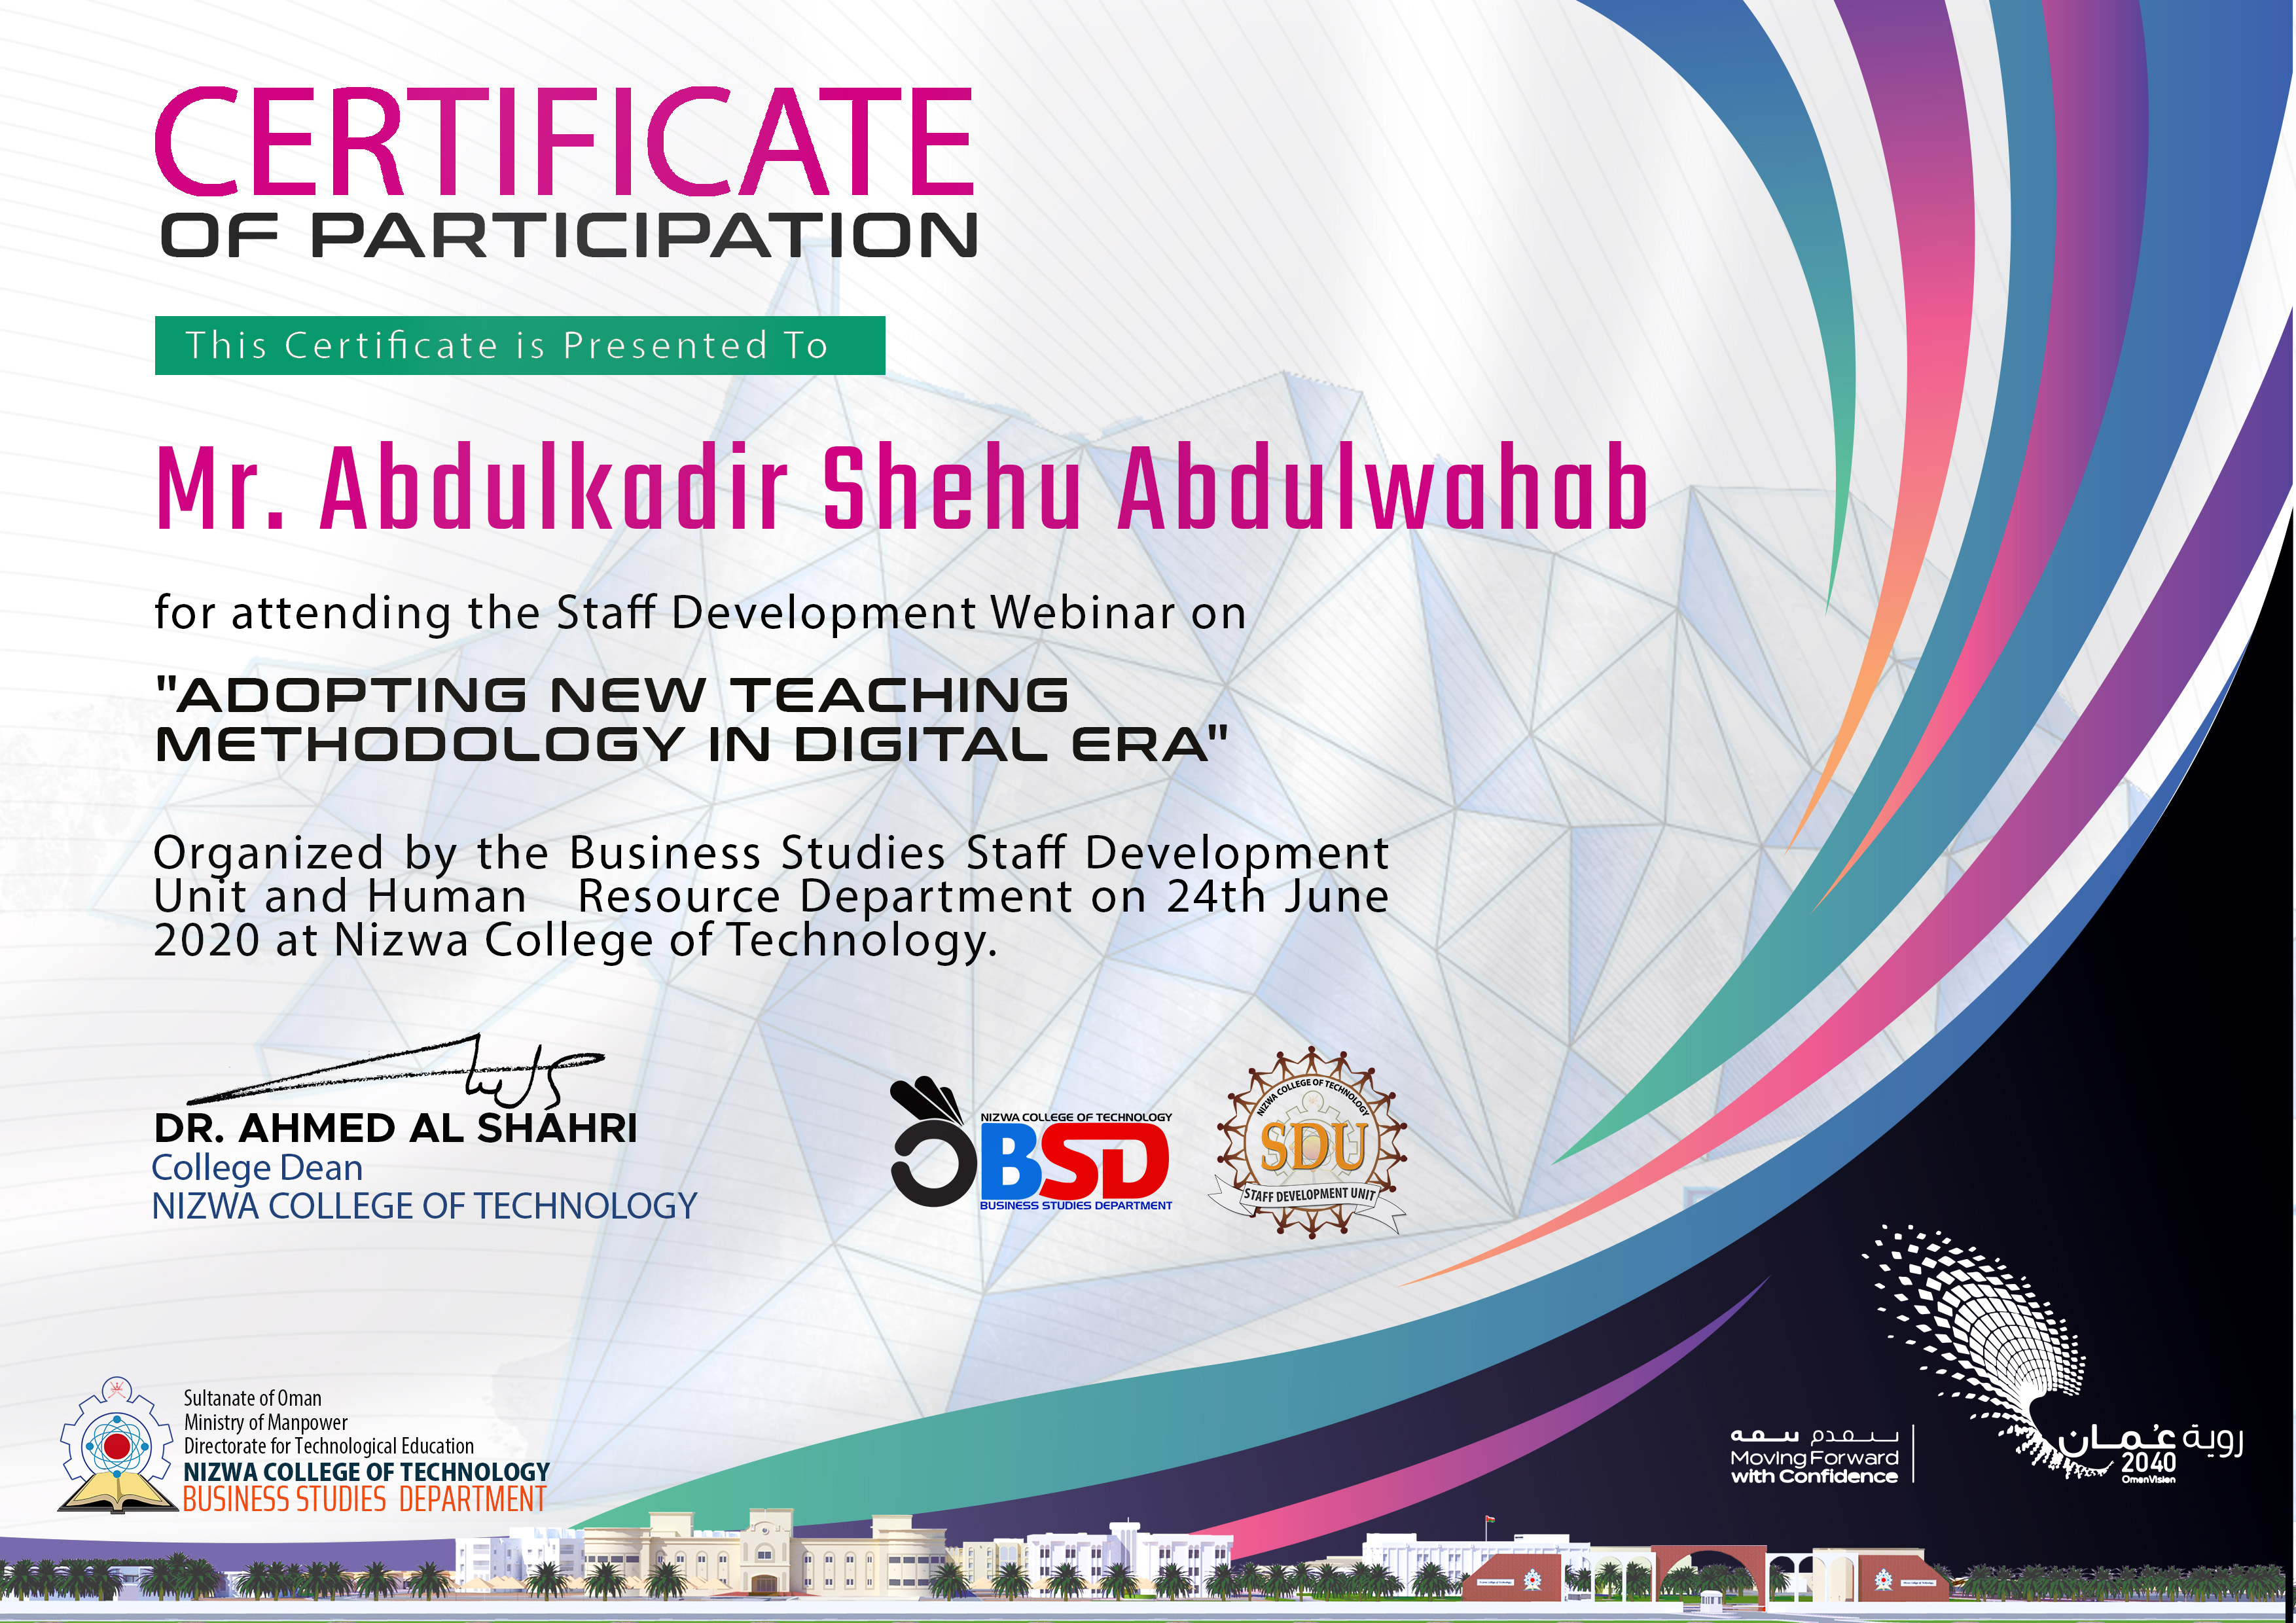 CERTIFICATE
OF PARTICIPATION
This Certificate is Presented To
Mr. Abdulkadir Shehu Abdulwahab
for attending the Staff Development Webinar on
"ADOPTING NEW TEACHING
METHODOLOGY IN DIGITAL ERA"
Organized by the Business Studies Staff Development
Unit and Human Resource Department on 24th June
2020 at Nizwa College of Technology.
DR. AHMED AL SHAHRI
College Dean
NIZWA COLLEGE OF TECHNOLOGY
NIZWA COLLEGE OF TECHNOLOGY
BSD
BUSINESS STUDIES DEPARTMENT
NIZWA COLLEGE OF TECHNOLOGY
SDU
STAFF DEVELOPMENT UNIT
Sultanate of Oman
Ministry of Manpower
Directorate for Technological Education
NIZWA COLLEGE OF TECHNOLOGY
BUSINESS STUDIES DEPARTMENT
Moving Forward
with Confidence
روية عُمان
2040
OmenVision